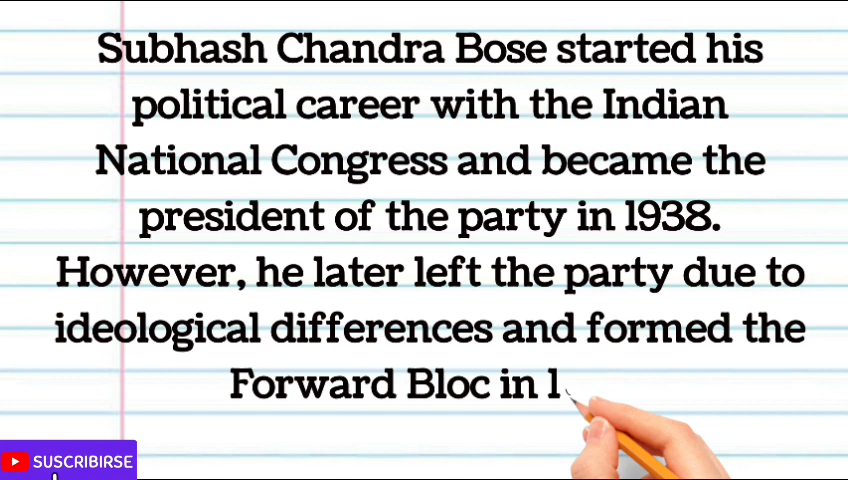 Subhash Chandra Bose started his
political career with the Indian
National Congress and became the
president of the party in 1938.
However, he later left the party due to
ideological differences and formed the
Forward Bloc in 1
SUSCRIBIRSE